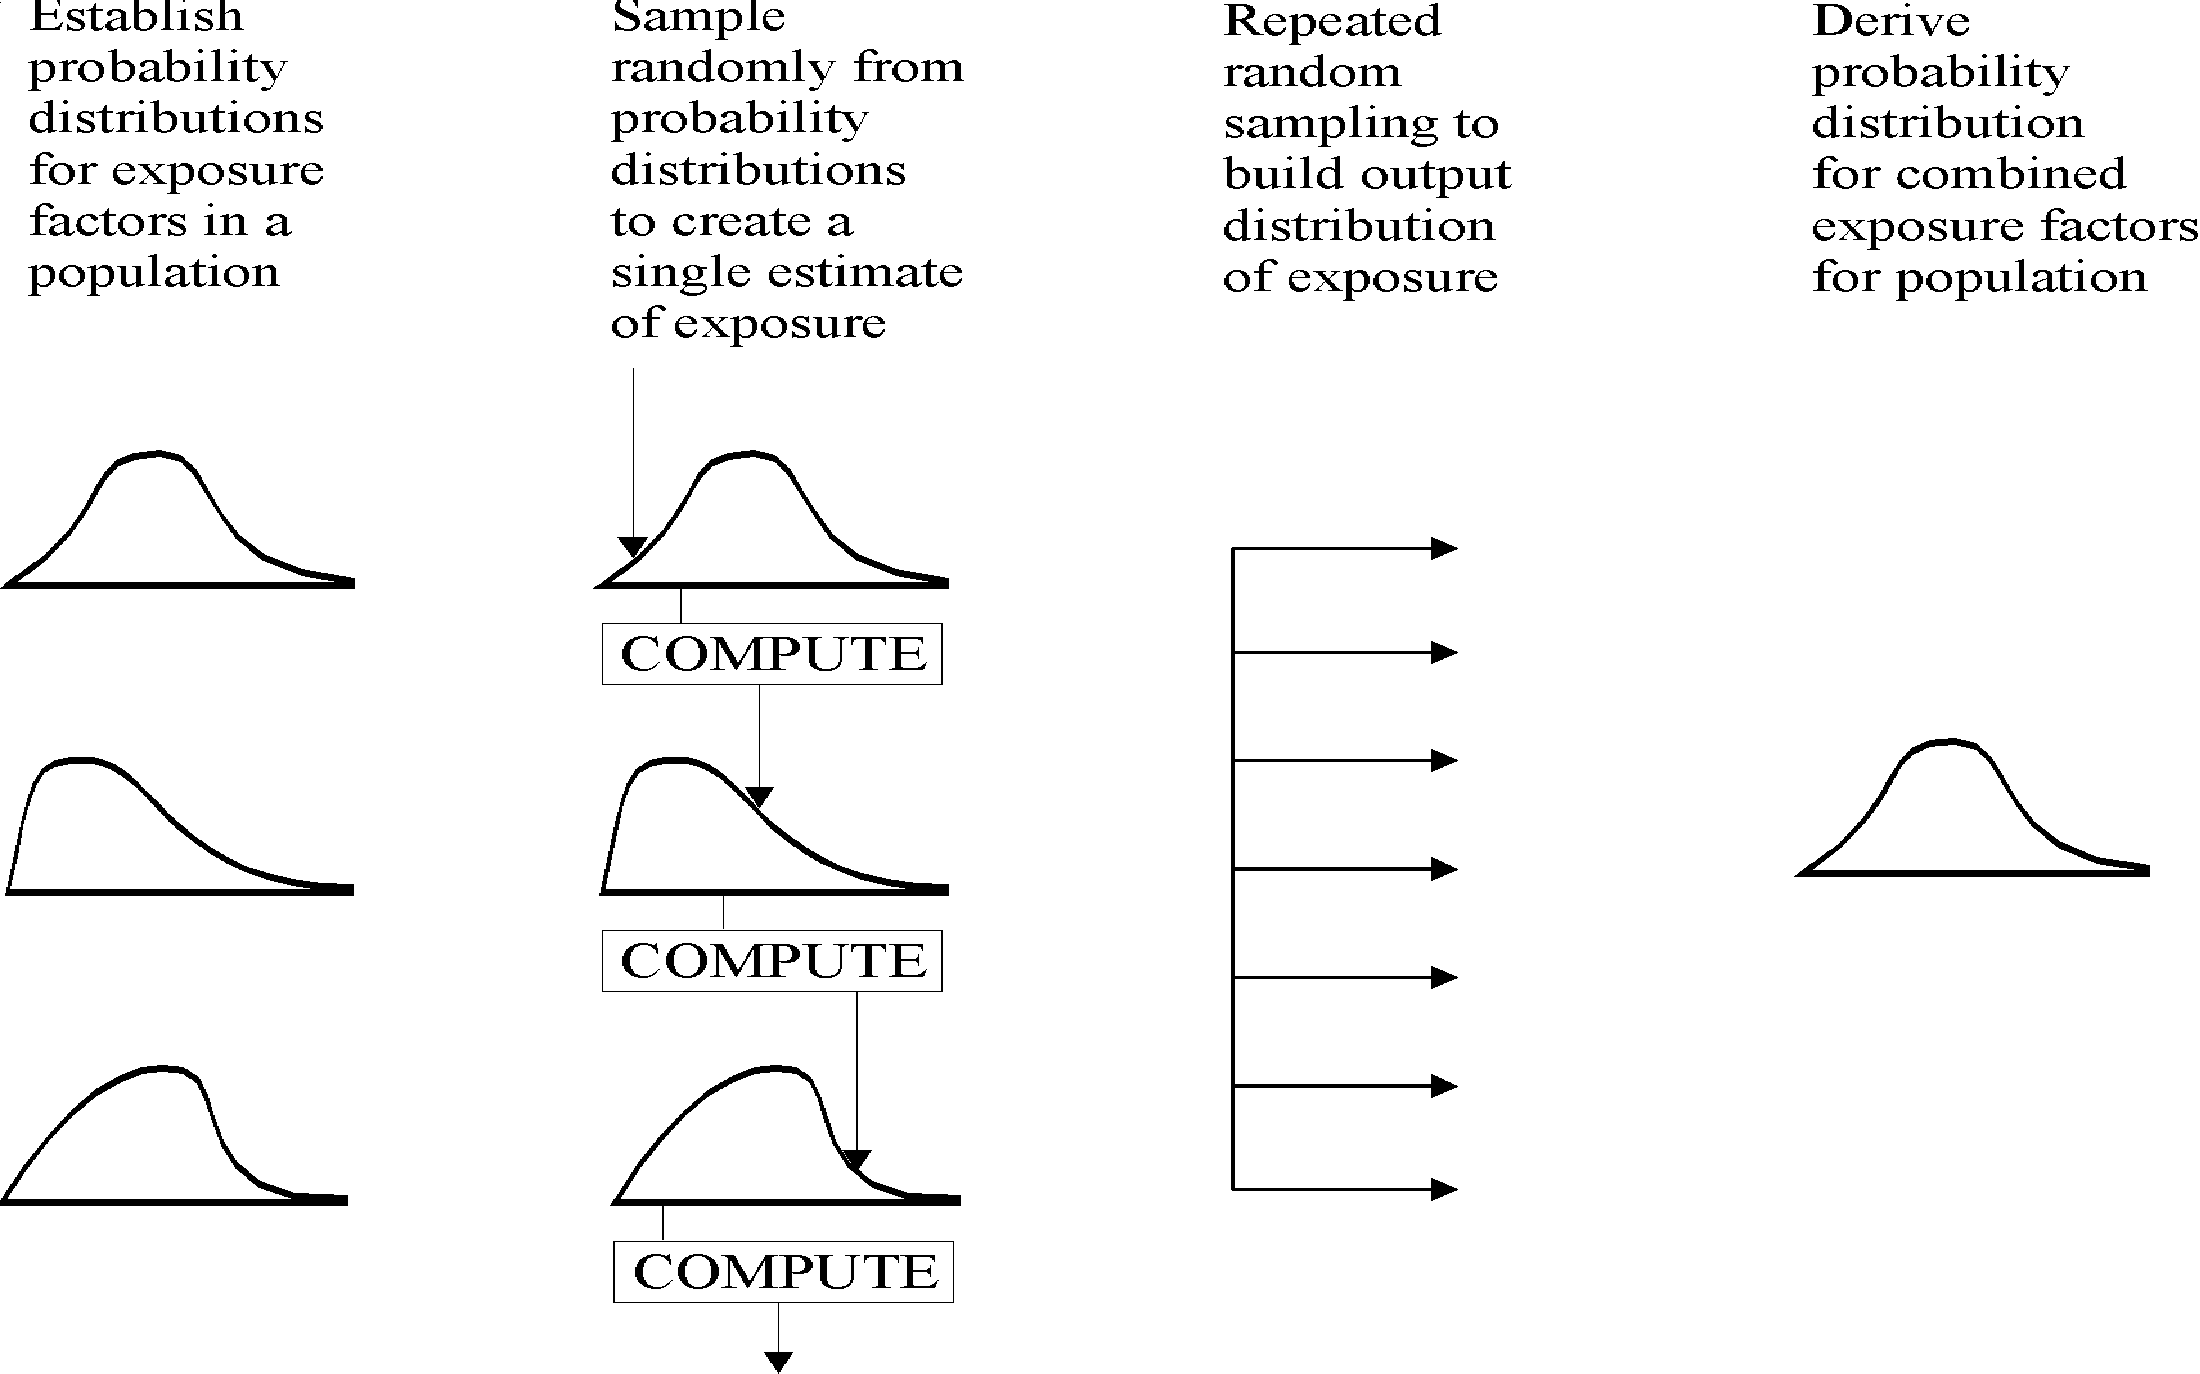 Establish
probability
distributions
for exposure
factors in a
population
Sample
randomly from
probability
distributions
to create a
single estimate
of exposure
Repeated
random
sampling to
build output
distribution
of exposure
Derive
probability
distribution
for combined
exposure factors
for population
COMPUTE
COMPUTE
COMPUTE